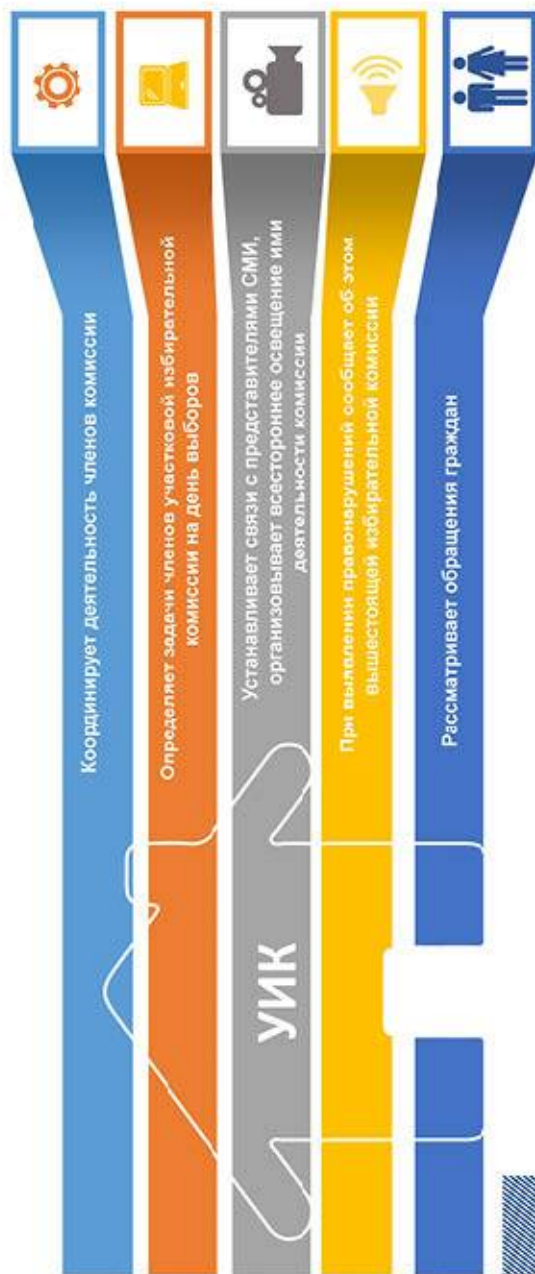 Координирует деятельность членов комиссии
Определяет задачи членов участковой избирательной
комиссии на день выборов
Устанавливает связи с представителями СМИ,
организовывает всестороннее освещение ими
деятельности комиссии
При выявлении правонарушений сообщает об этом
вышестоящей избирательной комиссии
Рассматривает обращения граждан
УИК